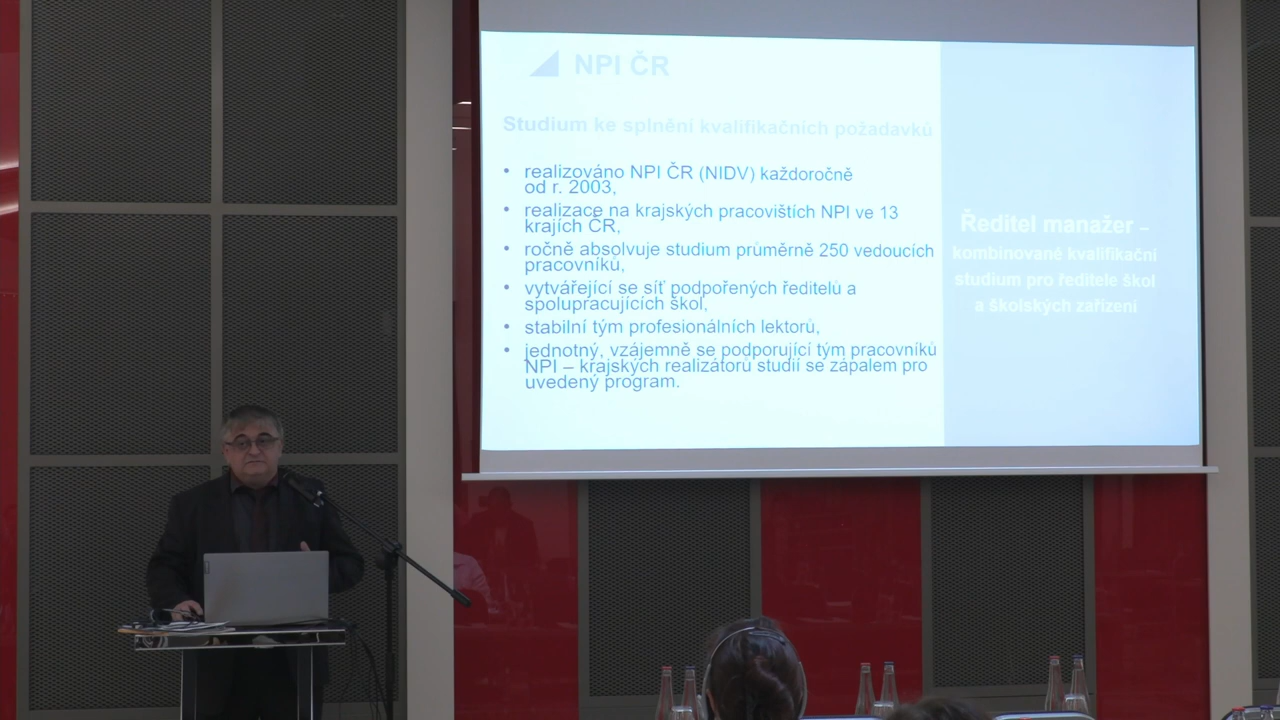 NPI ČR
Studium ke splnění kvalifikačních požadavků
• realizováno NPI ČR (NIDV) každoročně
od r. 2003,
• realizace na krajských pracovištích NPI ve 13
krajích ČR,
• ročně absolvuje studium průměrně 250 vedoucích
pracovníků,
• vytvářející se síť podpořených ředitelů a
spolupracujících škol,
• stabilní tým profesionálních lektorů,
• jednotný, vzájemně se podporující tým pracovníků
NPI – krajských realizátorů studií se zápalem pro
uvedený program.
Ředitel manažer –
kombinované kvalifikační
studium pro ředitele škol
a školských zařízení